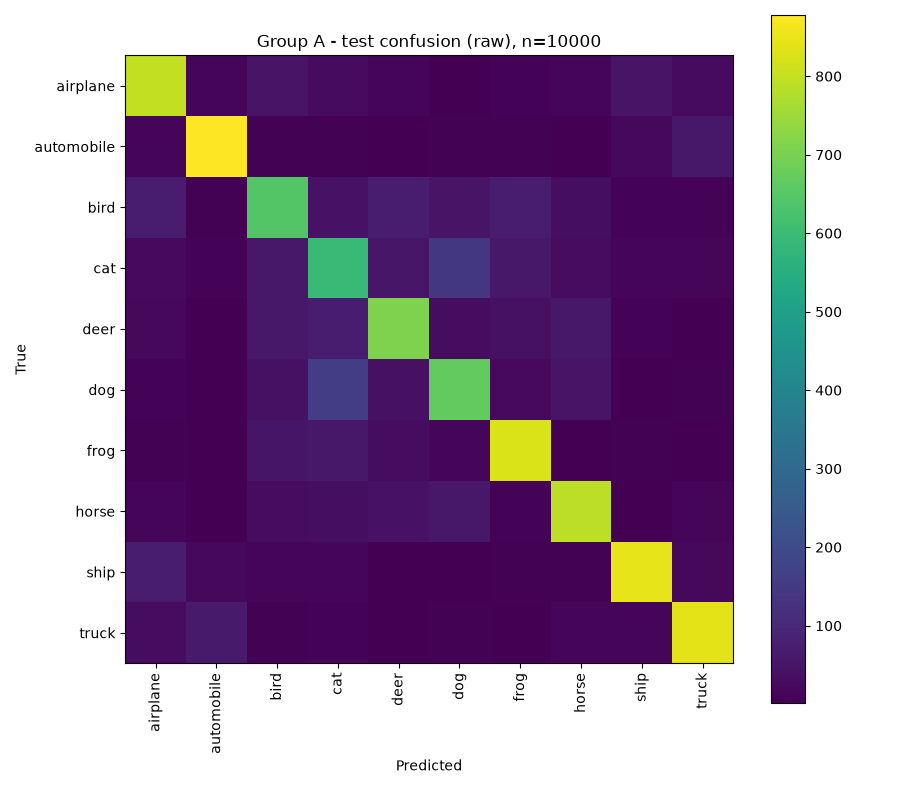 Group A - test confusion (raw), n=10000
True
airplane
automobile
bird
cat
deer
dog
frog
horse
ship
truck
airplane
automobile
bird
cat
deer
dog
frog
horse
ship
truck
Predicted
800
700
600
500
400
300
200
100